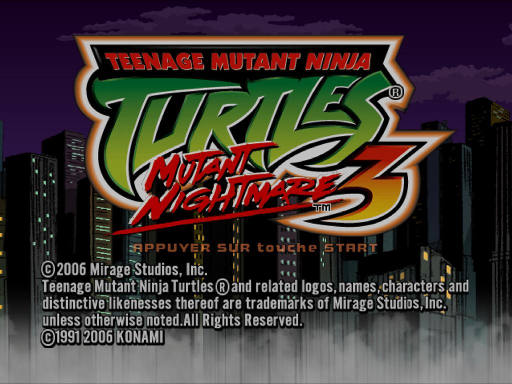 TEENAGE MUTANT NINJA
TURTLES®
MUTANT
NIGHTMARE 3
TM
APPUYER SUR touche START
©2006 Mirage Studios, Inc.
Teenage Mutant Ninja Turtles® and related logos, names, characters and
distinctive likenesses thereof are trademarks of Mirage Studios, Inc.
unless otherwise noted.All Rights Reserved.
©1991 2006 KONAMI